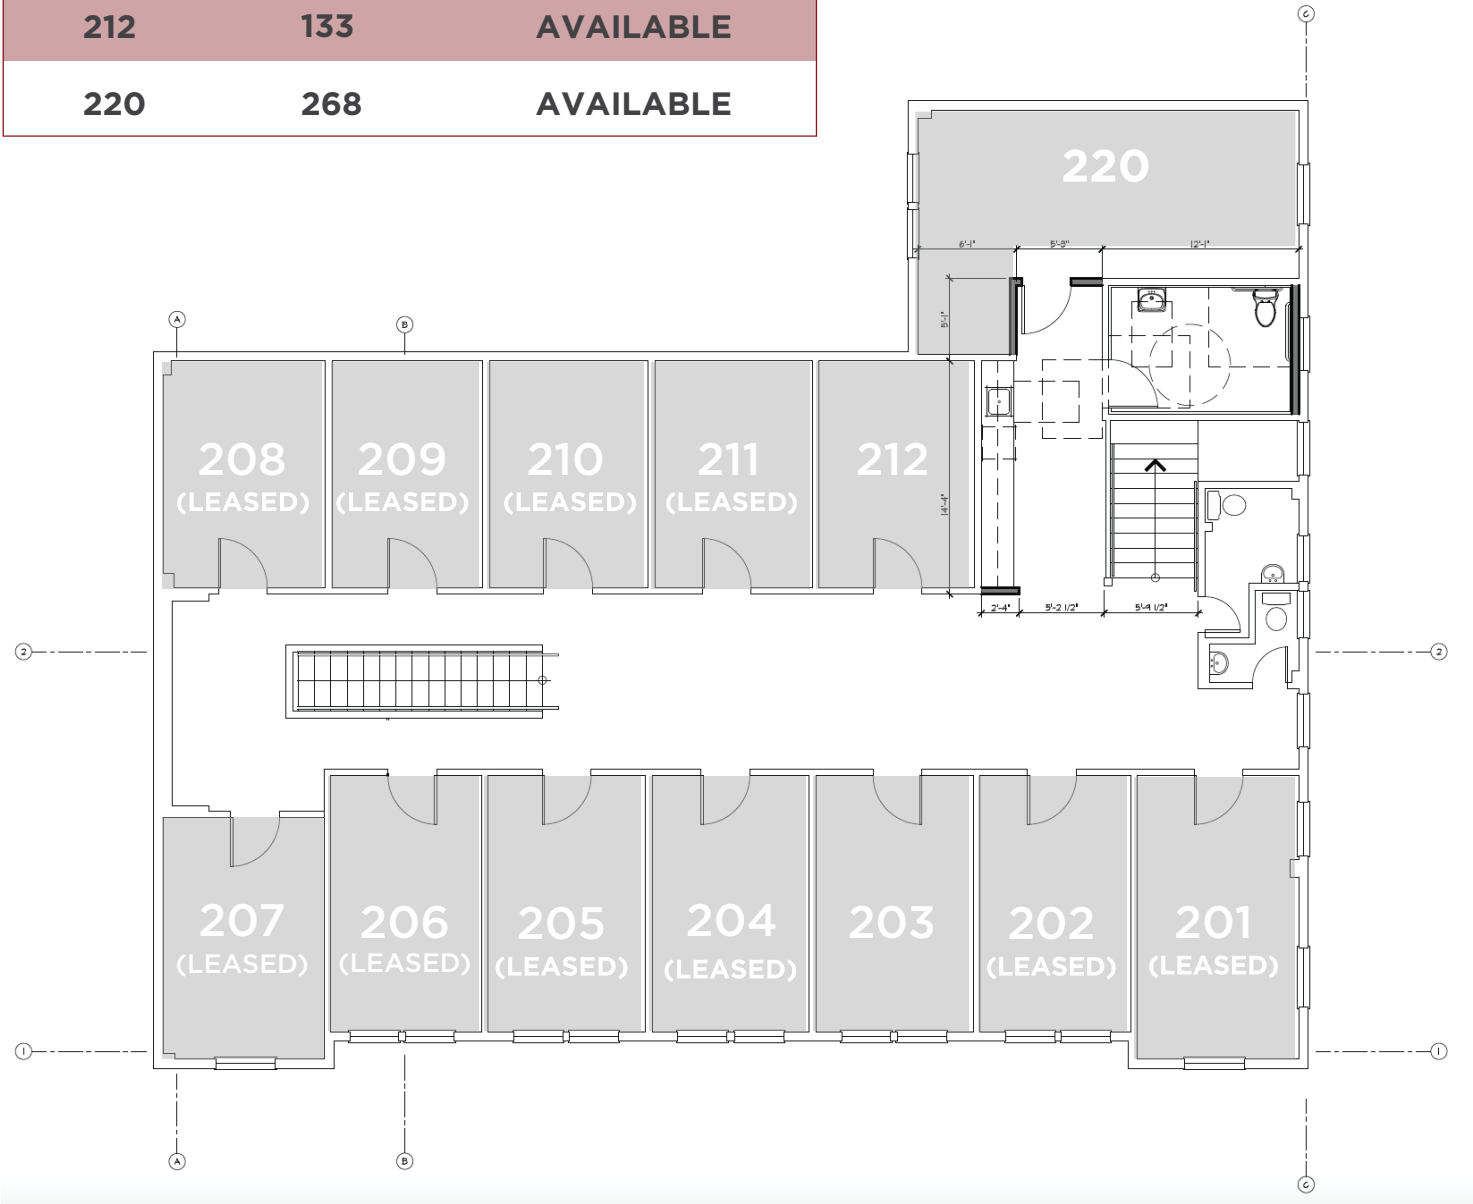 212 133 AVAILABLE
220 268 AVAILABLE
C
220
6'-1" 5'-3" 12'-1"
5'-1"
A
B
208 209 210 211 212
(LEASED) (LEASED) (LEASED) (LEASED)
14'-4"
2'-4" 5'-2 1/2" 5'-9 1/2"
2 2
207 206 205 204 203 202 201
(LEASED) (LEASED) (LEASED) (LEASED) (LEASED) (LEASED)
1 1
A B
C